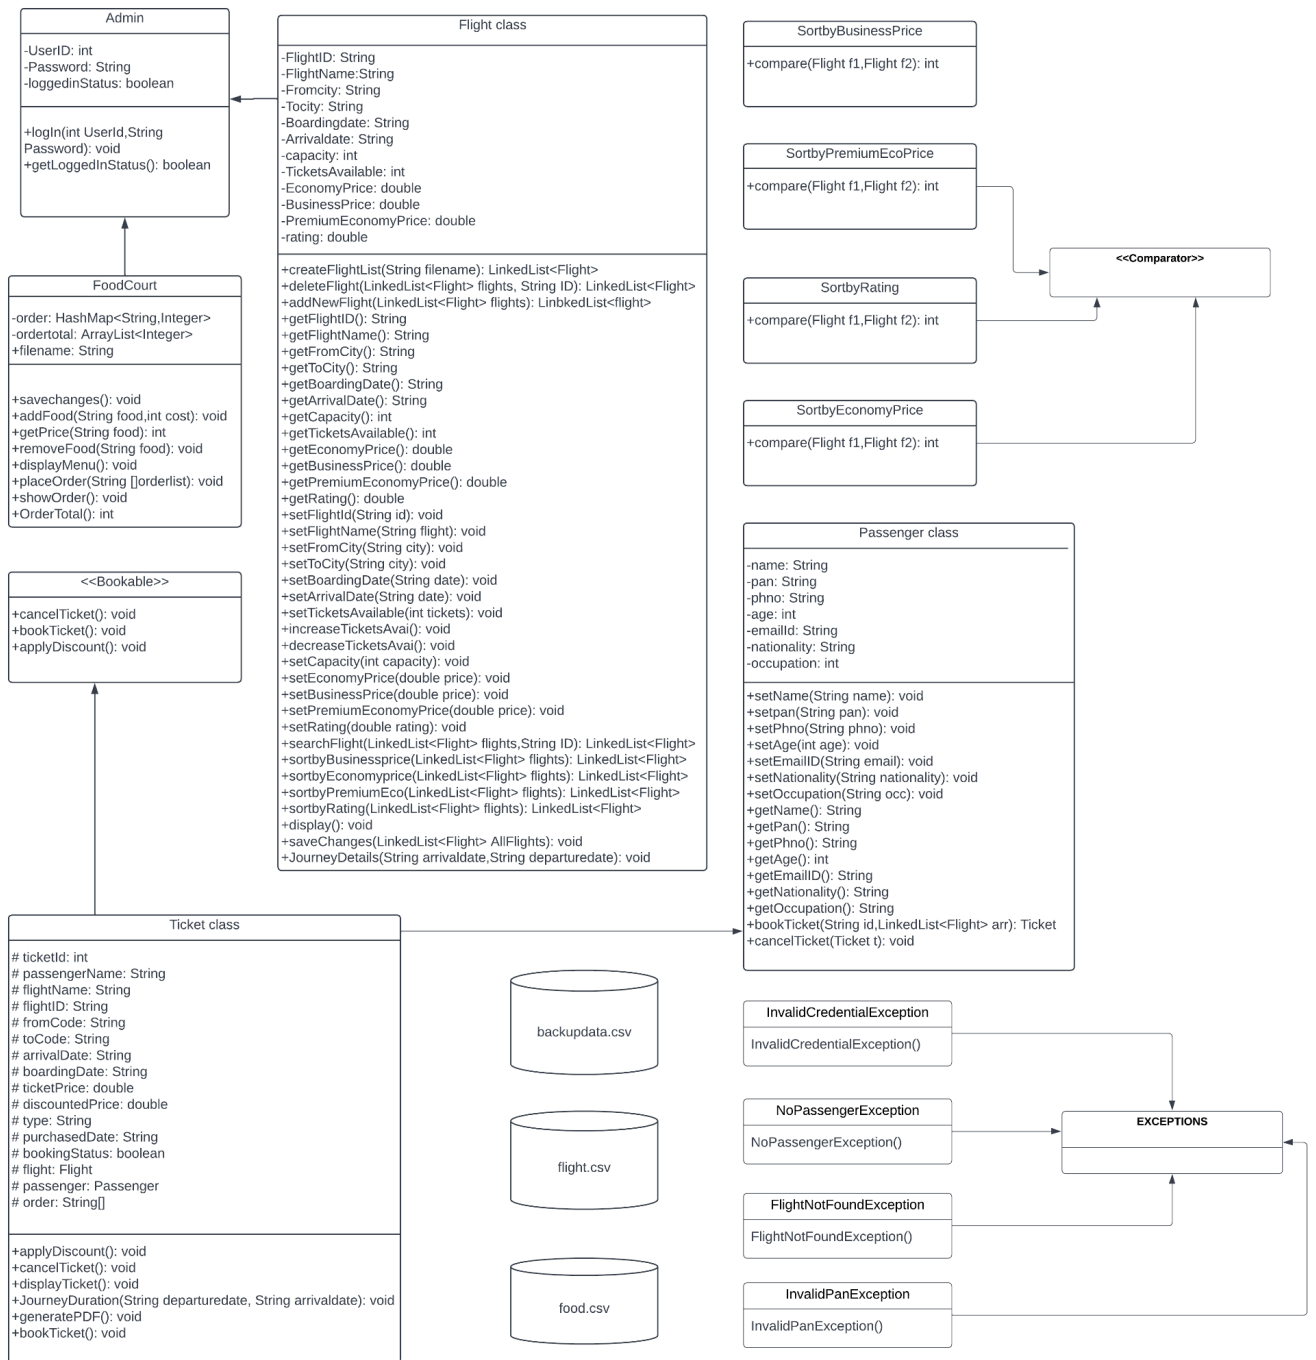 Admin
-UserID: int
-Password: String
-loggedinStatus: boolean
+logIn(int UserId,String
Password): void
+getLoggedInStatus(): boolean
FoodCourt
-order: HashMap<String,Integer>
-ordertotal: ArrayList<Integer>
+filename: String
+savechanges(): void
+addFood(String food,int cost): void
+getPrice(String food): int
+removeFood(String food): void
+displayMenu(): void
+placeOrder(String []orderlist): void
+showOrder(): void
+OrderTotal(): int
<<Bookable>>
+cancelTicket(): void
+bookTicket(): void
+applyDiscount(): void
Flight class
-FlightID: String
-FlightName:String
-Fromcity: String
-Tocity: String
-Boardingdate: String
-Arrivaldate: String
-capacity: int
-TicketsAvailable: int
-EconomyPrice: double
-BusinessPrice: double
-PremiumEconomyPrice: double
-rating: double
+createFlightList(String filename): LinkedList<Flight>
+deleteFlight(LinkedList<Flight> flights, String ID): LinkedList<Flight>
+addNewFlight(LinkedList<Flight> flights): LinbkedList<flight>
+getFlightID(): String
+getFlightName(): String
+getFromCity(): String
+getToCity(): String
+getBoardingDate(): String
+getArrivalDate(): String
+getCapacity(): int
+getTicketsAvailable(): int
+getEconomyPrice(): double
+getBusinessPrice(): double
+getPremiumEconomyPrice(): double
+getRating(): double
+setFlightId(String id): void
+setFlightName(String flight): void
+setFromCity(String city): void
+setToCity(String city): void
+setBoardingDate(String date): void
+setArrivalDate(String date): void
+setTicketsAvailable(int tickets): void
+increaseTicketsAvai(): void
+decreaseTicketsAvai(): void
+setCapacity(int capacity): void
+setEconomyPrice(double price): void
+setBusinessPrice(double price): void
+setPremiumEconomyPrice(double price): void
+setRating(double rating): void
+searchFlight(LinkedList<Flight> flights,String ID): LinkedList<Flight>
+sortbyBusinessprice(LinkedList<Flight> flights): LinkedList<Flight>
+sortbyEconomyprice(LinkedList<Flight> flights): LinkedList<Flight>
+sortbyPremiumEco(LinkedList<Flight> flights): LinkedList<Flight>
+sortbyRating(LinkedList<Flight> flights): LinkedList<Flight>
+display(): void
+saveChanges(LinkedList<Flight> AllFlights): void
+JourneyDetails(String arrivaldate,String departuredate): void
SortbyBusinessPrice
+compare(Flight f1,Flight f2): int
SortbyPremiumEcoPrice
+compare(Flight f1,Flight f2): int
<<Comparator>>
SortbyRating
+compare(Flight f1,Flight f2): int
SortbyEconomyPrice
+compare(Flight f1,Flight f2): int
Passenger class
-name: String
-pan: String
-phno: String
-age: int
-emailId: String
-nationality: String
-occupation: int
+setName(String name): void
+setpan(String pan): void
+setPhno(String phno): void
+setAge(int age): void
+setEmailID(String email): void
+setNationality(String nationality): void
+setOccupation(String occ): void
+getName(): String
+getPan(): String
+getPhno(): String
+getAge(): int
+getEmailID(): String
+getNationality(): String
+getOccupation(): String
+bookTicket(String id,LinkedList<Flight> arr): Ticket
+cancelTicket(Ticket t): void
Ticket class
# ticketId: int
# passengerName: String
# flightName: String
# flightID: String
# fromCode: String
# toCode: String
# arrivalDate: String
# boardingDate: String
# ticketPrice: double
# discountedPrice: double
# type: String
# purchasedDate: String
# bookingStatus: boolean
# flight: Flight
# passenger: Passenger
# order: String[]
+applyDiscount(): void
+cancelTicket(): void
+displayTicket(): void
+JourneyDuration(String departuredate, String arrivaldate): void
+generatePDF(): void
+bookTicket(): void
backupdata.csv
flight.csv
food.csv
InvalidCredentialException
InvalidCredentialException()
NoPassengerException
NoPassengerException()
EXCEPTIONS
FlightNotFoundException
FlightNotFoundException()
InvalidPanException
InvalidPanException()